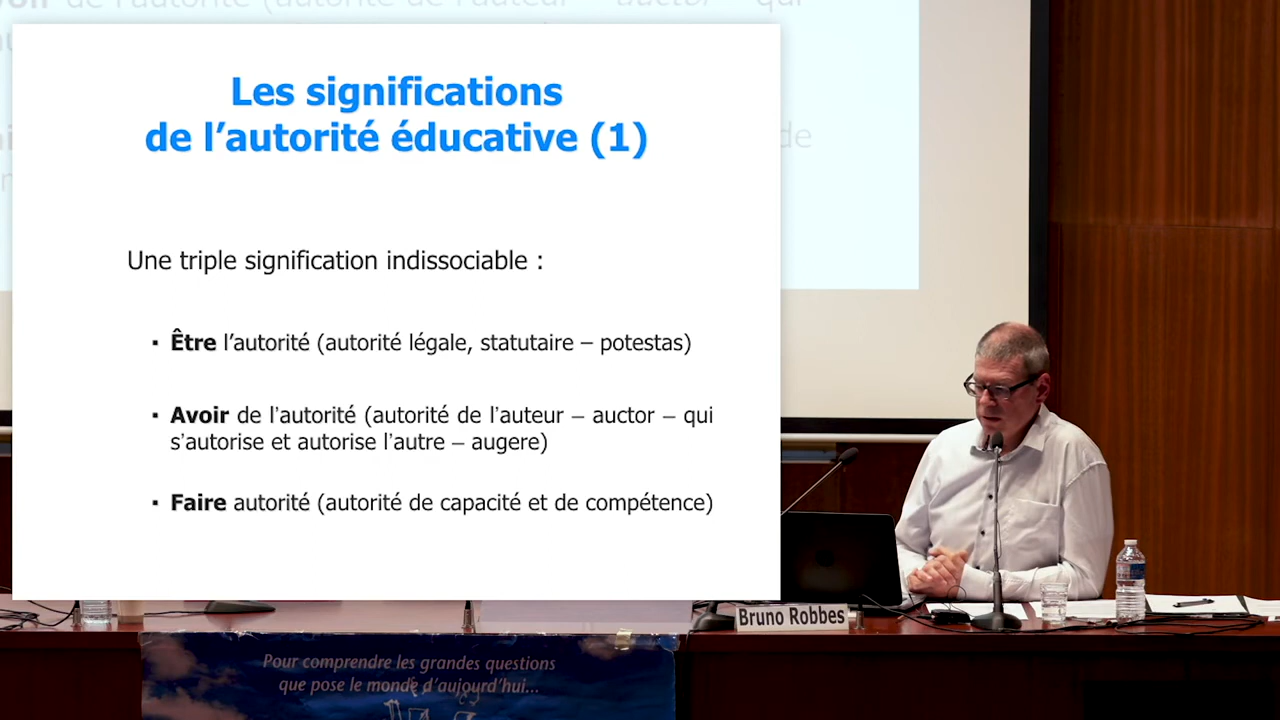 Les significations
de l’autorité éducative (1)
Une triple signification indissociable :
▪ Être l’autorité (autorité légale, statutaire – potestas)
▪ Avoir de l’autorité (autorité de l’auteur – auctor – qui
s’autorise et autorise l’autre – augere)
▪ Faire autorité (autorité de capacité et de compétence)
de
Bruno Robbes
Pour comprendre les grandes questions
que pose le monde d’aujourd’hui...